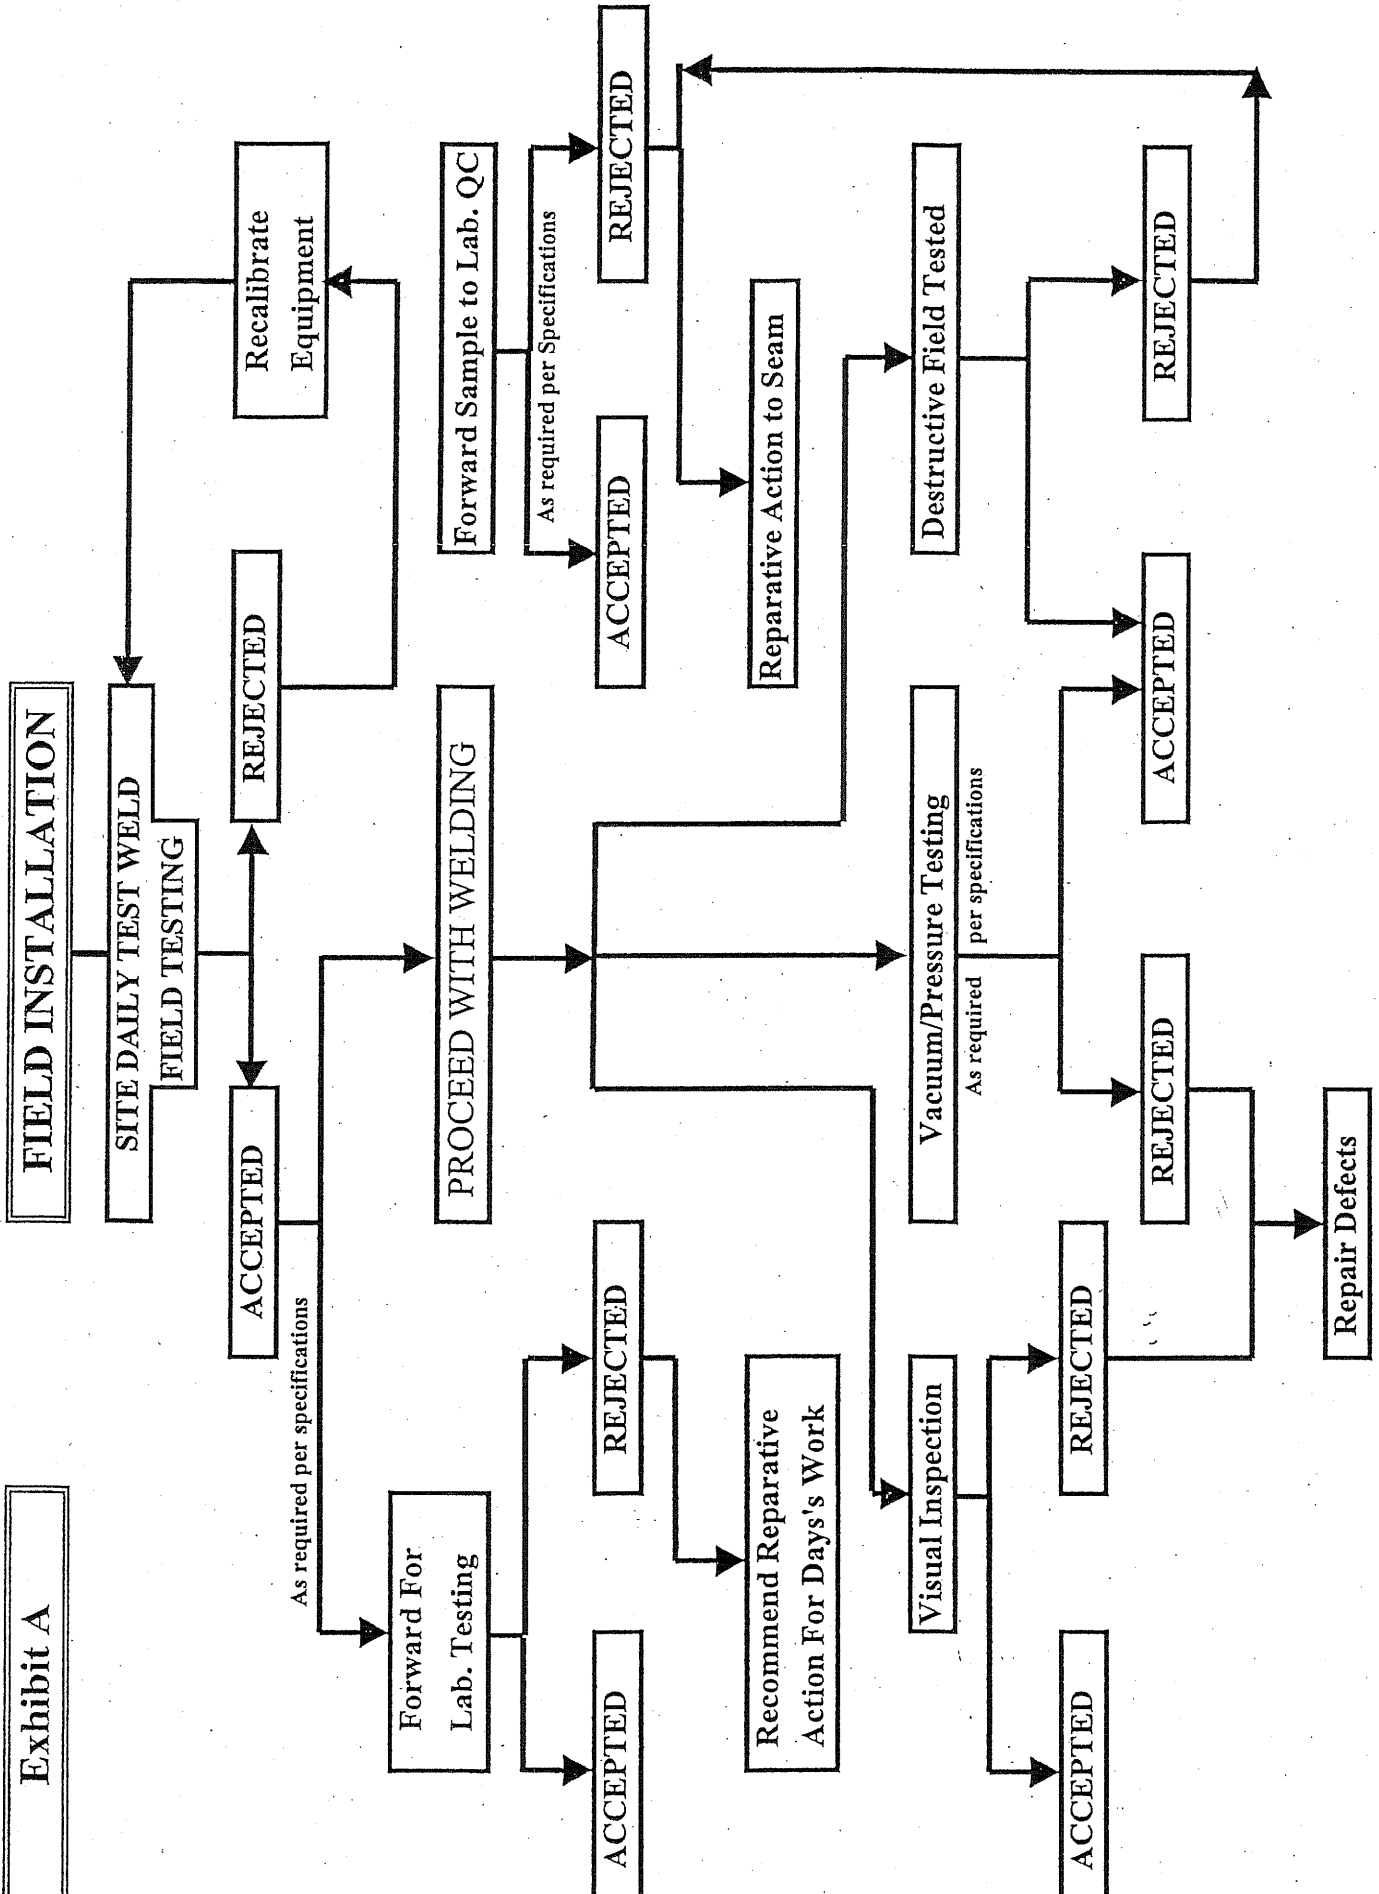 Exhibit A
FIELD INSTALLATION
SITE DAILY TEST WELD
FIELD TESTING
ACCEPTED
REJECTED
Recalibrate
Equipment
As required per specifications
Forward For
Lab. Testing
PROCEED WITH WELDING
Forward Sample to Lab. QC
As required per Specifications
ACCEPTED
REJECTED
ACCEPTED
REJECTED
Recommend Reparative
Action For Days's Work
Reparative Action to Seam
Visual Inspection
Vacuum/Pressure Testing
Destructive Field Tested
As required per specifications
ACCEPTED
REJECTED
REJECTED
ACCEPTED
REJECTED
Repair Defects